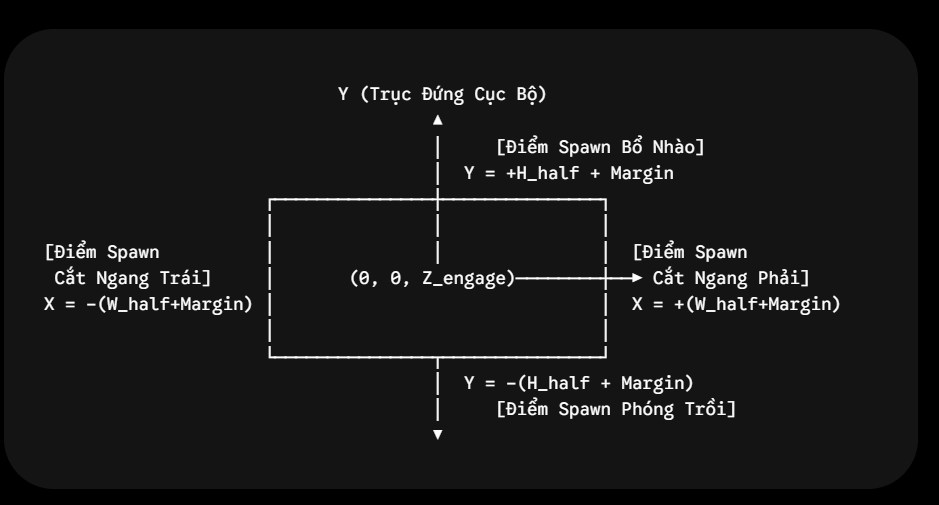 Y (Trục Đứng Cục Bộ)
[Điểm Spawn Bổ Nhào]
Y = +H_half + Margin
[Điểm Spawn
Cắt Ngang Trái]
X = -(W_half+Margin)
(0, 0, Z_engage)
[Điểm Spawn
Cắt Ngang Phải]
X = +(W_half+Margin)
Y = -(H_half + Margin)
[Điểm Spawn Phóng Trồi]